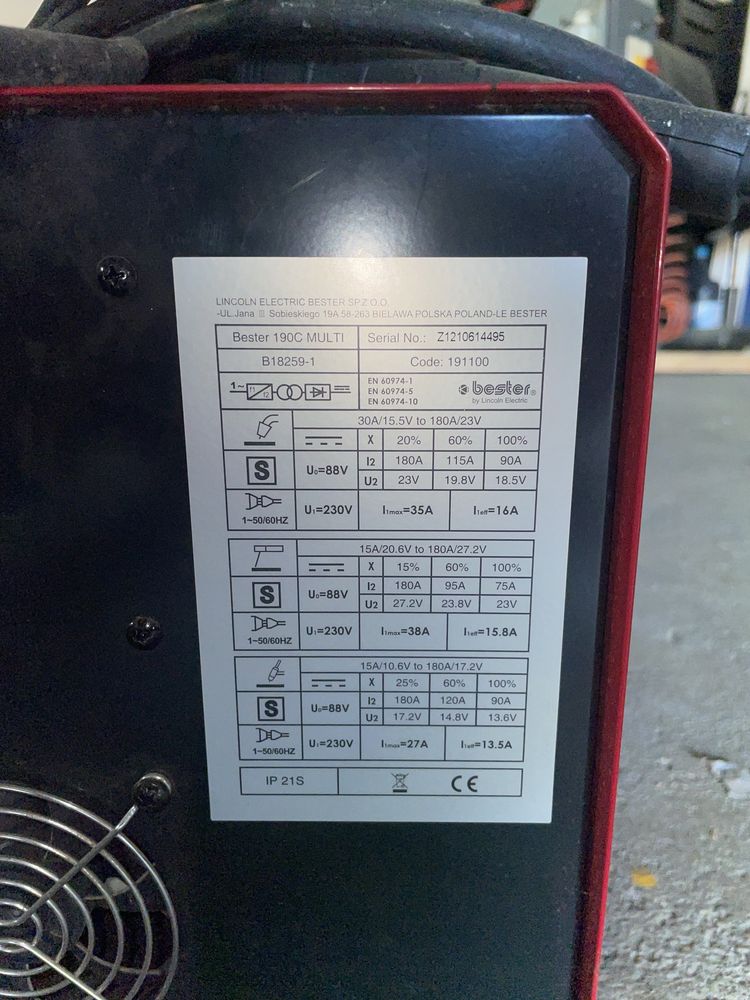 LINCOLN ELECTRIC BESTER SP.Z O.O.
-UL.Jana Ⅲ Sobieskiego 19A 58-263 BIELAWA POLSKA POLAND-LE BESTER
Bester 190C MULTI Serial No.: Z1210614495
B18259-1 Code: 191100
1~ f1 f2 EN 60974-1
EN 60974-5
EN 60974-10
bester®
by Lincoln Electric
30A/15.5V to 180A/23V
X 20% 60% 100%
S U₀=88V I2 180A 115A 90A
U2 23V 19.8V 18.5V
1~50/60HZ U₁=230V I1max=35A I1eff=16A
15A/20.6V to 180A/27.2V
X 15% 60% 100%
S U₀=88V I2 180A 95A 75A
U2 27.2V 23.8V 23V
1~50/60HZ U₁=230V I1max=38A I1eff=15.8A
15A/10.6V to 180A/17.2V
X 25% 60% 100%
S U₀=88V I2 180A 120A 90A
U2 17.2V 14.8V 13.6V
1~50/60HZ U₁=230V I1max=27A I1eff=13.5A
IP 21S CE